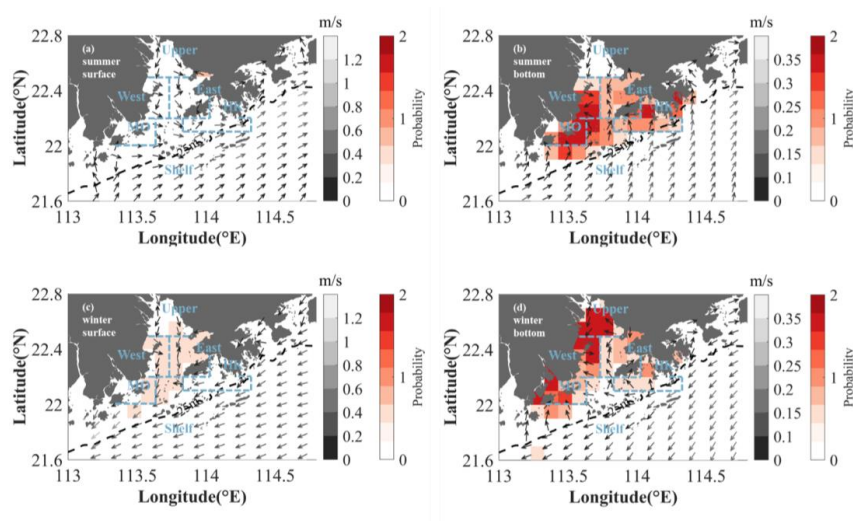 m/s
22.8
22.4
22
21.6
Latitude(°N)
(a)
summer
surface
Upper
West
East
Shelf
113
113.5
114
114.5
Longitude(°E)
1.2
1
0.8
0.6
0.4
0.2
0
2
1
0
Probability
m/s
22.8
22.4
22
21.6
Latitude(°N)
(b)
summer
bottom
Upper
West
East
Shelf
113
113.5
114
114.5
Longitude(°E)
0.35
0.3
0.25
0.2
0.15
0.1
0
2
1
0
Probability
m/s
22.8
22.4
22
21.6
Latitude(°N)
(c)
winter
surface
Upper
West
East
Shelf
113
113.5
114
114.5
Longitude(°E)
1.2
1
0.8
0.6
0.4
0.2
0
2
1
0
Probability
m/s
22.8
22.4
22
21.6
Latitude(°N)
(d)
winter
bottom
Upper
West
East
Shelf
113
113.5
114
114.5
Longitude(°E)
0.35
0.3
0.25
0.2
0.15
0.1
0
2
1
0
Probability